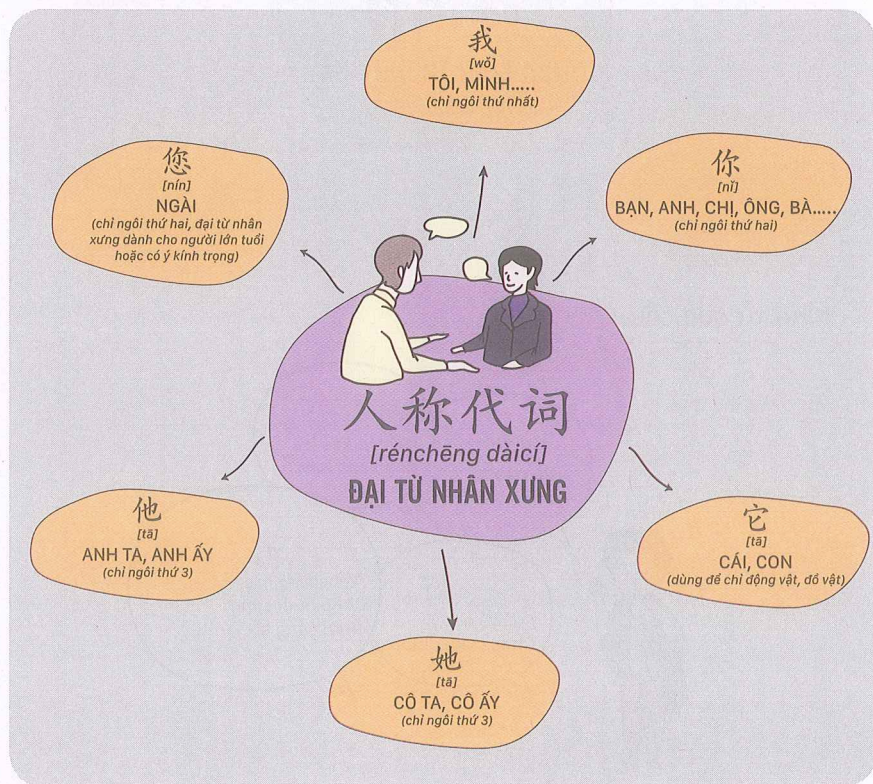 我
[wǒ]
TÔI, MÌNH.....
(chỉ ngôi thứ nhất)
您
[nín]
NGÀI
(chỉ ngôi thứ hai, đại từ nhân
xưng dành cho người lớn tuổi
hoặc có ý kính trọng)
你
[nǐ]
BẠN, ANH, CHỊ, ÔNG, BÀ.....
(chỉ ngôi thứ hai)
人称代词
[rénchēng dàicí]
ĐẠI TỪ NHÂN XƯNG
他
[tā]
ANH TA, ANH ẤY
(chỉ ngôi thứ 3)
它
[tā]
CÁI, CON
(dùng để chỉ động vật, đồ vật)
她
[tā]
CÔ TA, CÔ ẤY
(chỉ ngôi thứ 3)